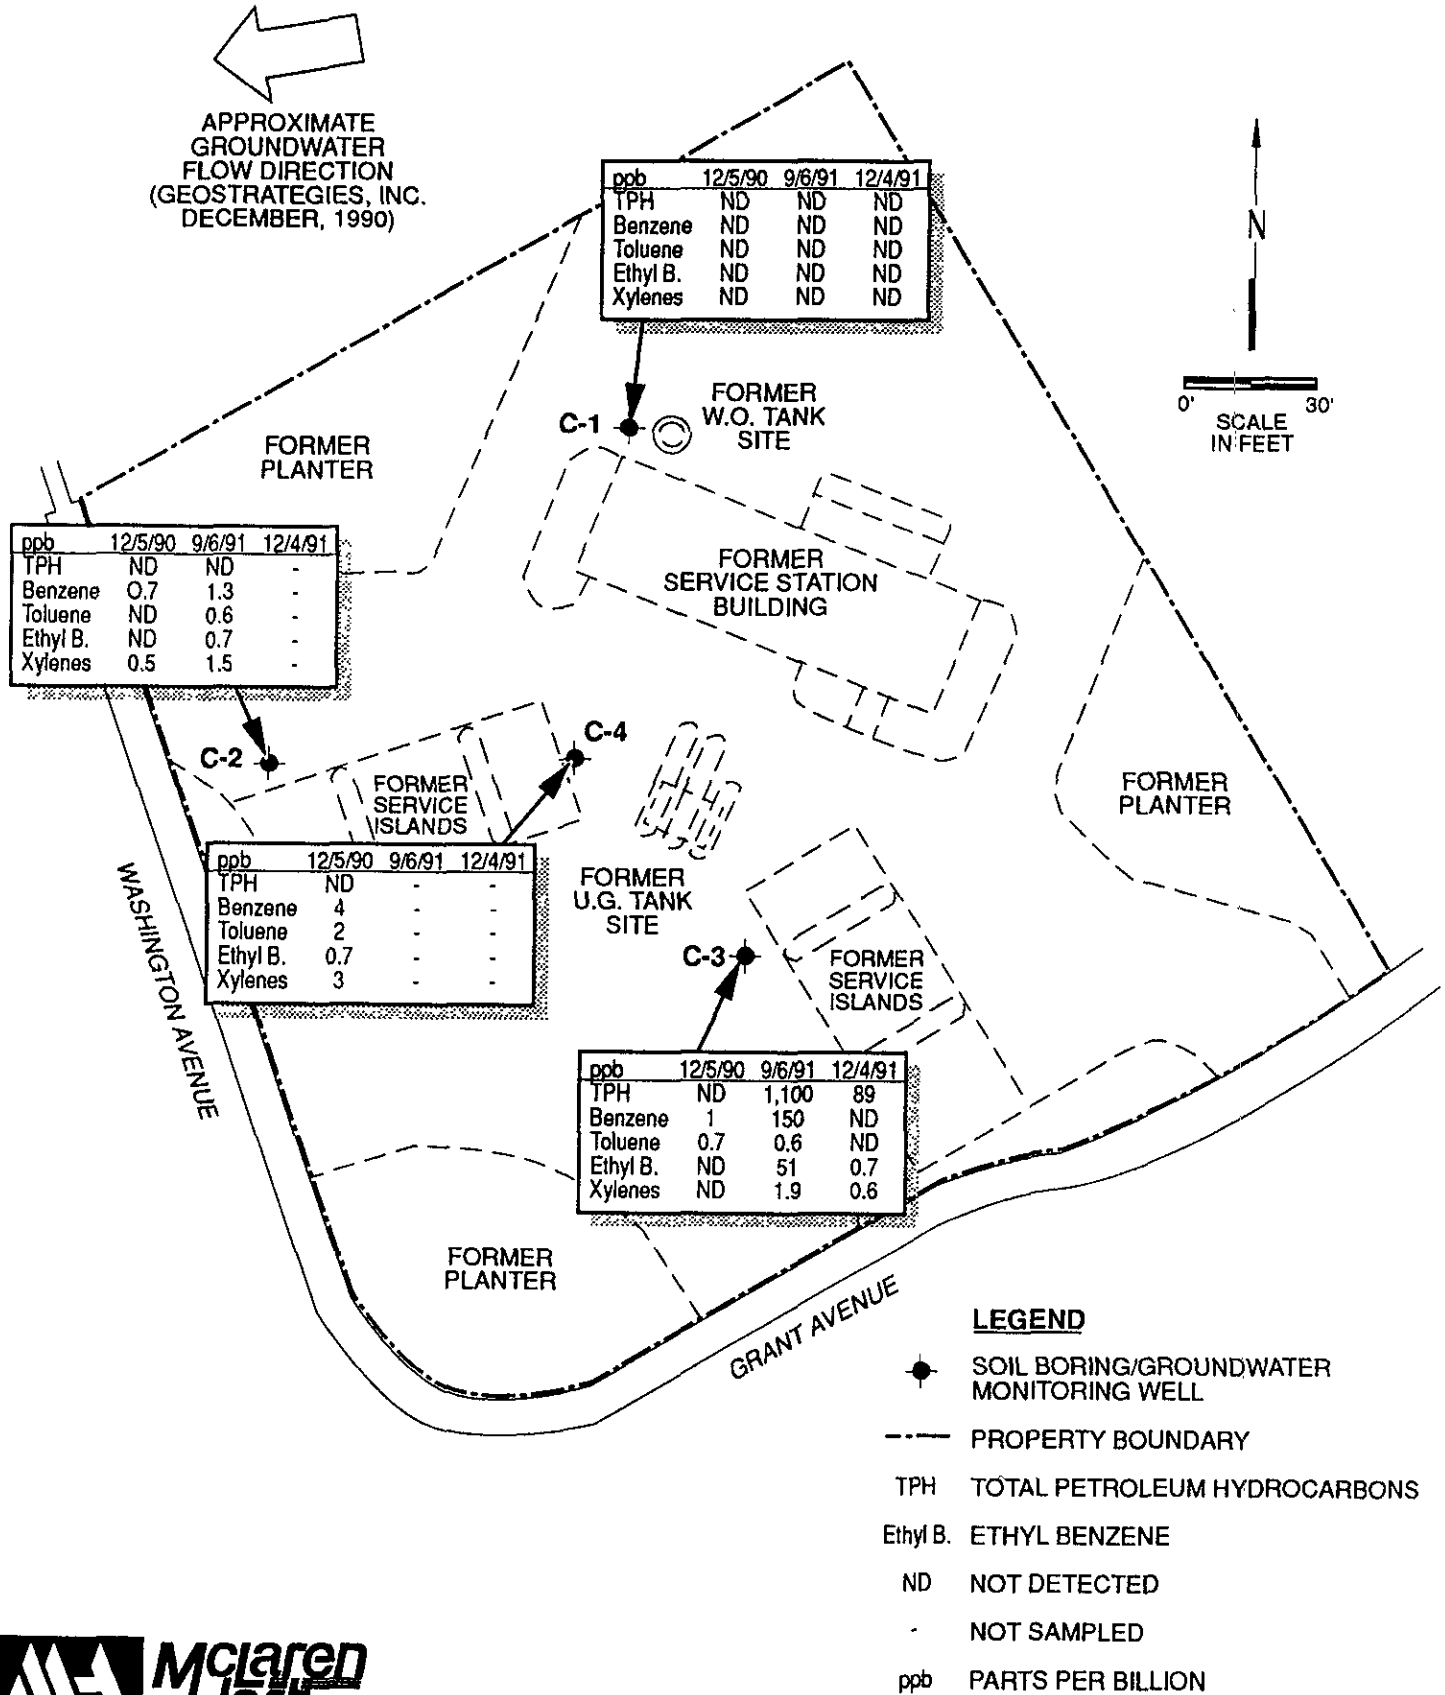 APPROXIMATE
GROUNDWATER
FLOW DIRECTION
(GEOSTRATEGIES, INC.
DECEMBER, 1990)
ppb 12/5/90 9/6/91 12/4/91
TPH ND ND ND
Benzene ND ND ND
Toluene ND ND ND
Ethyl B. ND ND ND
Xylenes ND ND ND
N
0' 30'
SCALE
IN FEET
C-1
FORMER
W.O. TANK
SITE
FORMER
PLANTER
ppb 12/5/90 9/6/91 12/4/91
TPH ND ND -
Benzene 0.7 1.3 -
Toluene ND 0.6 -
Ethyl B. ND 0.7 -
Xylenes 0.5 1.5 -
FORMER
SERVICE STATION
BUILDING
C-2
C-4
FORMER
SERVICE
ISLANDS
FORMER
PLANTER
ppb 12/5/90 9/6/91 12/4/91
TPH ND - -
Benzene 4 - -
Toluene 2 - -
Ethyl B. 0.7 - -
Xylenes 3 - -
FORMER
U.G. TANK
SITE
C-3
FORMER
SERVICE
ISLANDS
WASHINGTON AVENUE
ppb 12/5/90 9/6/91 12/4/91
TPH ND 1,100 89
Benzene 1 150 ND
Toluene 0.7 0.6 ND
Ethyl B. ND 51 0.7
Xylenes ND 1.9 0.6
FORMER
PLANTER
GRANT AVENUE
LEGEND
SOIL BORING/GROUNDWATER
MONITORING WELL
PROPERTY BOUNDARY
TPH TOTAL PETROLEUM HYDROCARBONS
Ethyl B. ETHYL BENZENE
ND NOT DETECTED
- NOT SAMPLED
ppb PARTS PER BILLION
McLaren